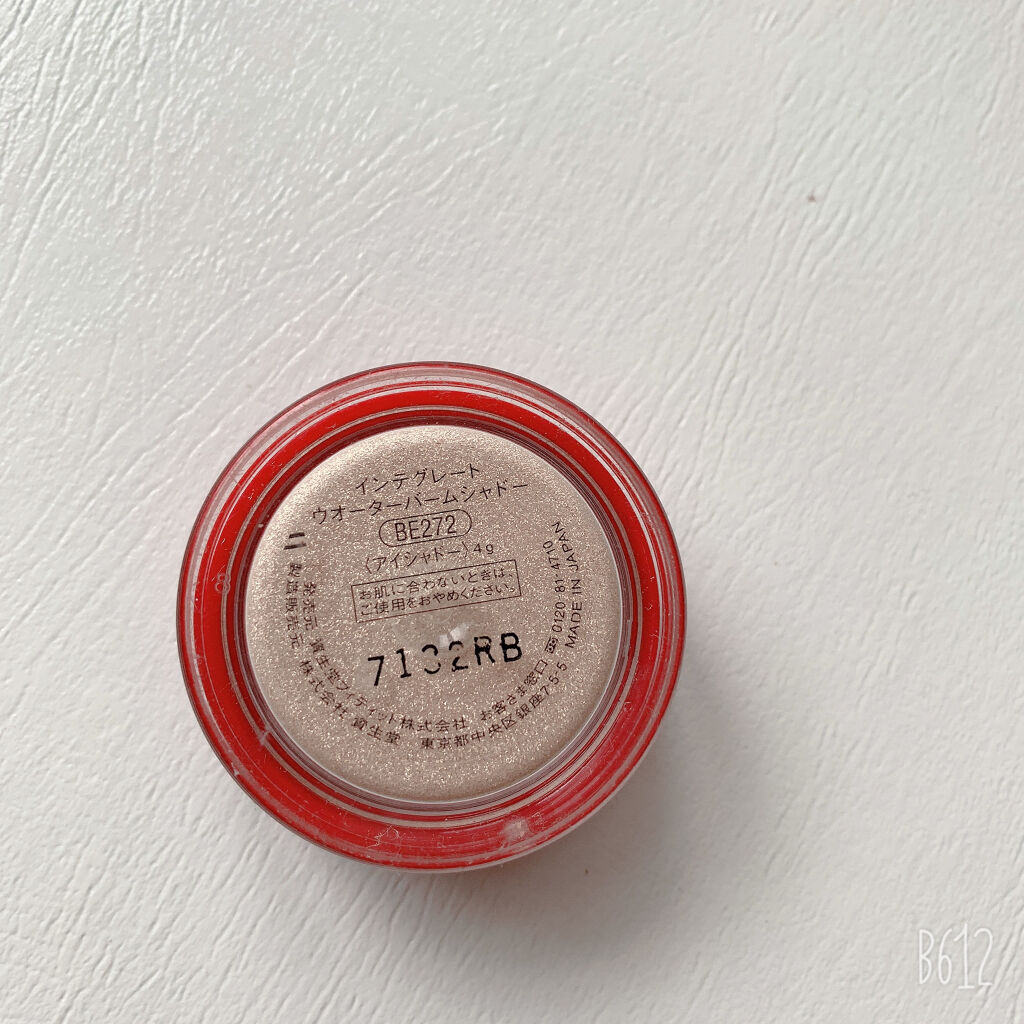 インテグレート
ウオーターバームシャドー
BE272
〈アイシャドー〉4g
お肌に合わないときは、
ご使用をおやめください。
7132RB
発売元 資生堂フィティット株式会社 お客さま窓口 0120 81 4710
製造販売元 株式会社 資生堂 東京都中央区銀座7-5-5 MADE IN JAPAN
8
B612